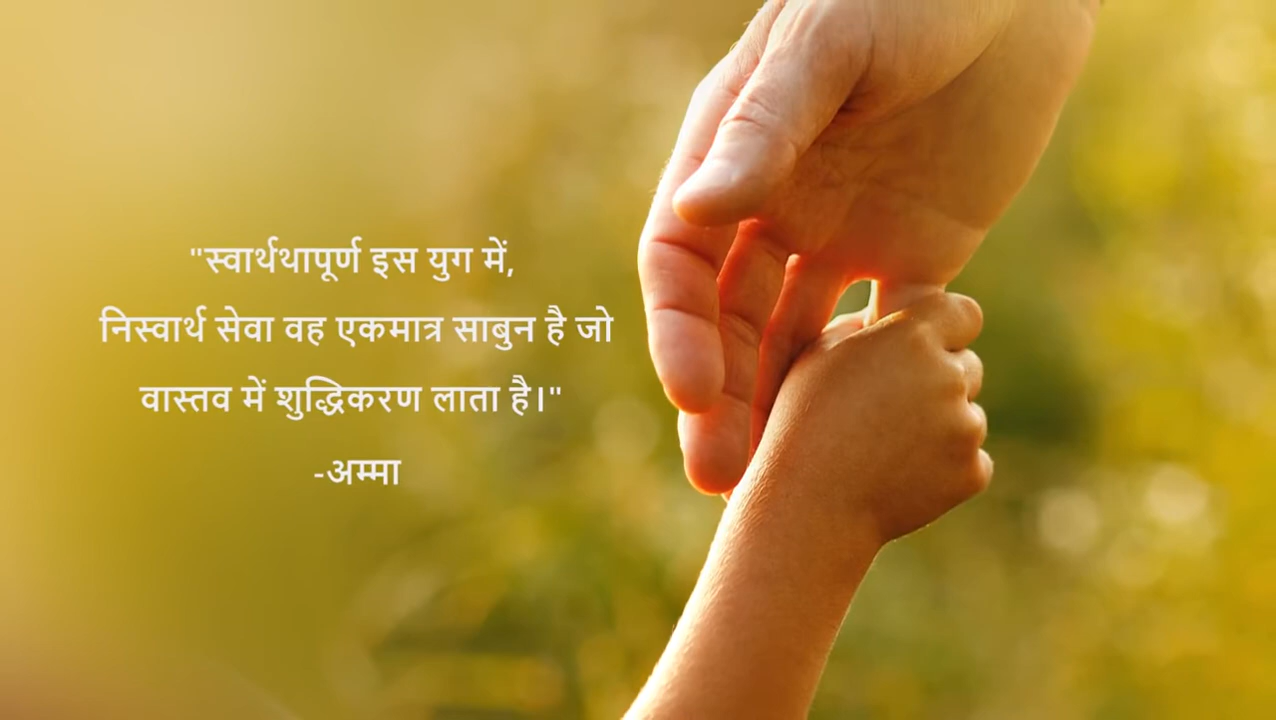 "स्वार्थथापूर्ण इस युग में,
निस्वार्थ सेवा वह एकमात्र साबुन है जो
वास्तव में शुद्धिकरण लाता है।"
-अम्मा